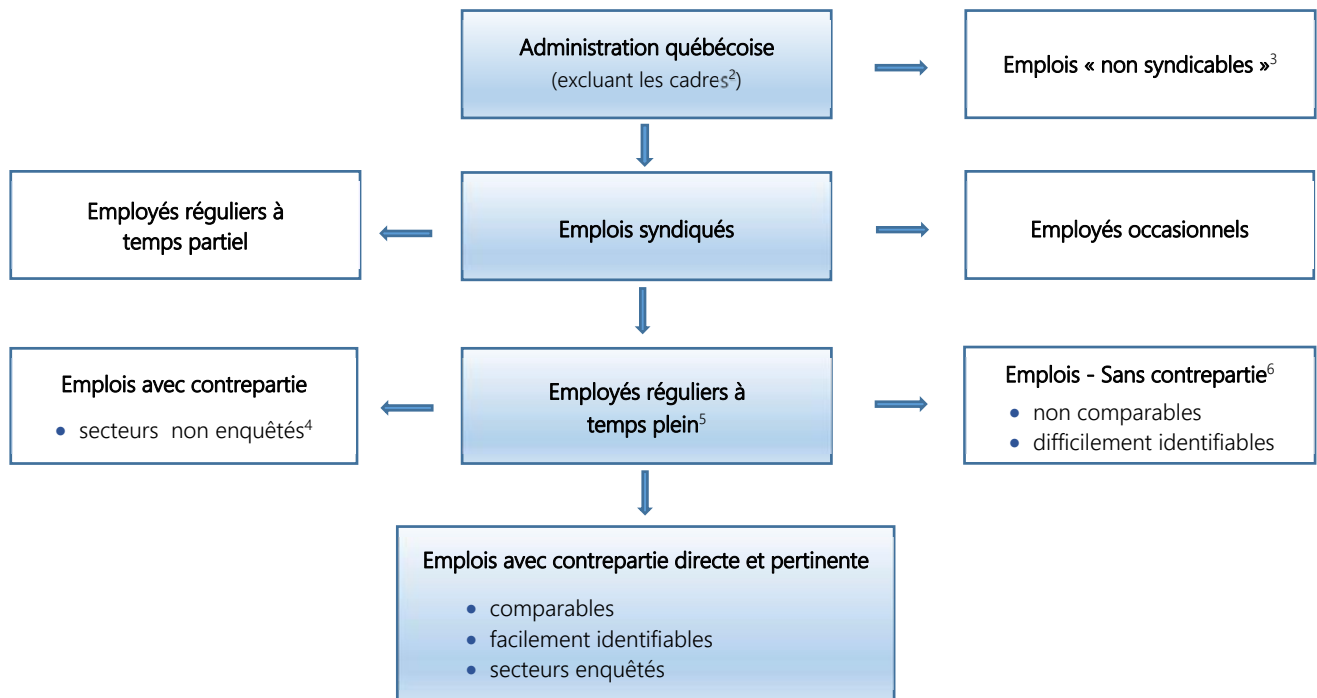 Administration québécoise
(excluant les cadres²)
Emplois « non syndicables »³
Employés réguliers à
temps partiel
Emplois syndiqués
Employés occasionnels
Emplois avec contrepartie
• secteurs non enquêtés⁴
Employés réguliers à
temps plein⁵
Emplois - Sans contrepartie⁶
• non comparables
• difficilement identifiables
Emplois avec contrepartie directe et pertinente
• comparables
• facilement identifiables
• secteurs enquêtés